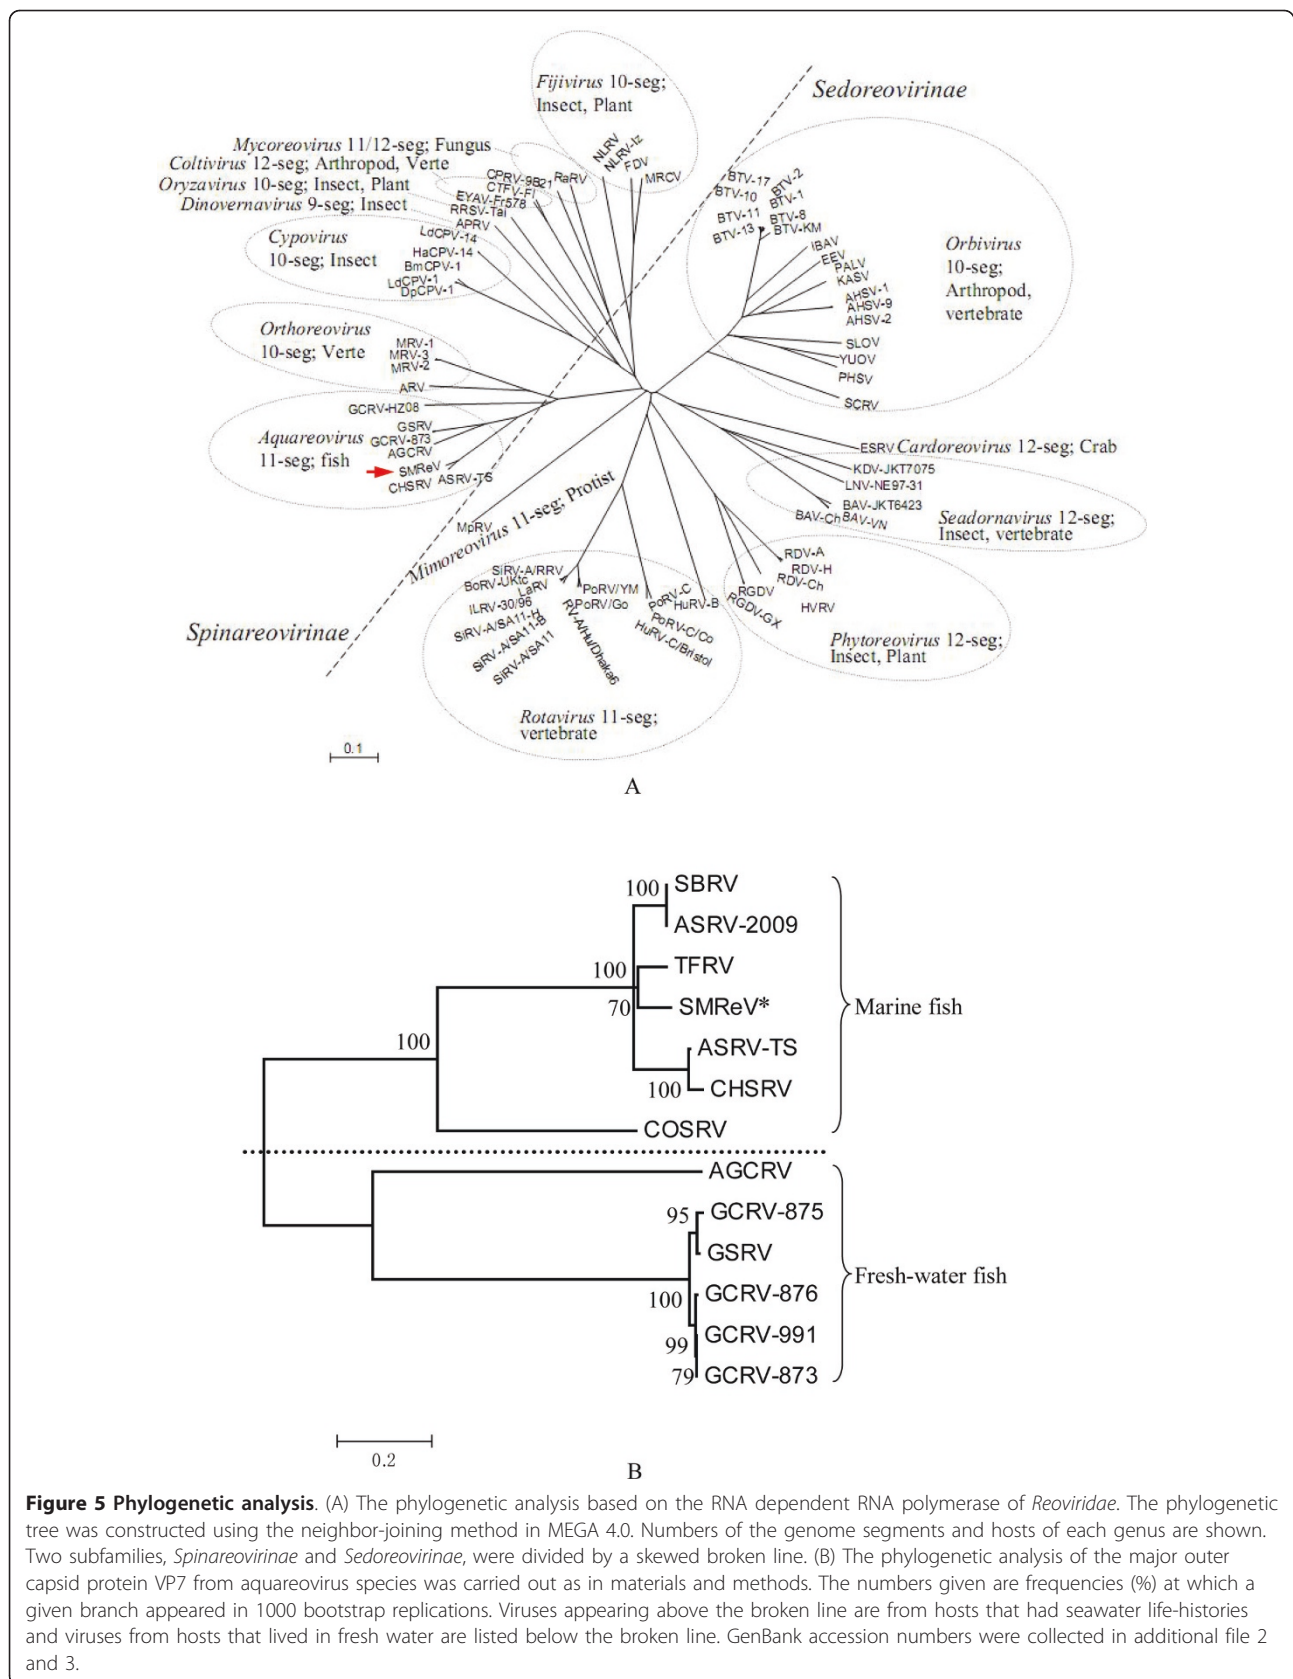 Fijivirus 10-seg;
Insect, Plant
Sedoreovirinae
Mycoreovirus 11/12-seg; Fungus
Coltivirus 12-seg; Arthropod, Verte
Oryzavirus 10-seg; Insect, Plant
Dinovernavirus 9-seg; Insect
Cypovirus
10-seg; Insect
CPRV-9B21
RaRV
CTFV-Fl
EYAV-Fr578
RRSV-Tai
APRV
LdCPV-14
HaCPV-14
BmCPV-1
LdCPV-1
DpCPV-1
NLRV
NLRV-Iz
FDV
MRCV
BTV-17
BTV-2
BTV-10
BTV-1
BTV-11
BTV-8
BTV-13
BTV-KM
IBAV
EEV
PALV
KASV
AHSV-1
AHSV-9
AHSV-2
SLOV
YUOV
PHSV
SCRV
Orbivirus
10-seg;
Arthropod,
vertebrate
Orthoreovirus
10-seg; Verte
MRV-1
MRV-3
MRV-2
ARV
GCRV-HZ08
GSRV
GCRV-873
AGCRV
SMReV
CHSRV
ASRV-TS
Aquareovirus
11-seg; fish
MpRV
Mimoreovirus 11-seg; Protist
ESRV
Cardoreovirus 12-seg; Crab
KDV-JKT7075
LNV-NE97-31
BAV-JKT6423
BAV-Ch
BAV-VN
Seadornavirus 12-seg;
Insect, vertebrate
RDV-A
RDV-H
RDV-Ch
RGDV
RGDV-GX
HVRV
Phytoreovirus 12-seg;
Insect, Plant
SiRV-A/RRV
BoRV-UKtc
LaRV
ILRV-30/96
SiRV-A/SA11-H
SiRV-A/SA11-B
SiRV-A/SA11
PoRV/YM
PoRV/Go
RV-A/Hu/Dhaka6
PoRV-C
HuRV-B
PoRV-C/Co
HuRV-C/Bristol
Rotavirus 11-seg;
vertebrate
Spinareovirinae
0.1
A
100
SBRV
ASRV-2009
100
TFRV
70
SMReV*
ASRV-TS
100
CHSRV
100
COSRV
Marine fish
AGCRV
95
GCRV-875
GSRV
100
GCRV-876
99
GCRV-991
79
GCRV-873
Fresh-water fish
0.2
B
Figure 5 Phylogenetic analysis. (A) The phylogenetic analysis based on the RNA dependent RNA polymerase of Reoviridae. The phylogenetic
tree was constructed using the neighbor-joining method in MEGA 4.0. Numbers of the genome segments and hosts of each genus are shown.
Two subfamilies, Spinareovirinae and Sedoreovirinae, were divided by a skewed broken line. (B) The phylogenetic analysis of the major outer
capsid protein VP7 from aquareovirus species was carried out as in materials and methods. The numbers given are frequencies (%) at which a
given branch appeared in 1000 bootstrap replications. Viruses appearing above the broken line are from hosts that had seawater life-histories
and viruses from hosts that lived in fresh water are listed below the broken line. GenBank accession numbers were collected in additional file 2
and 3.